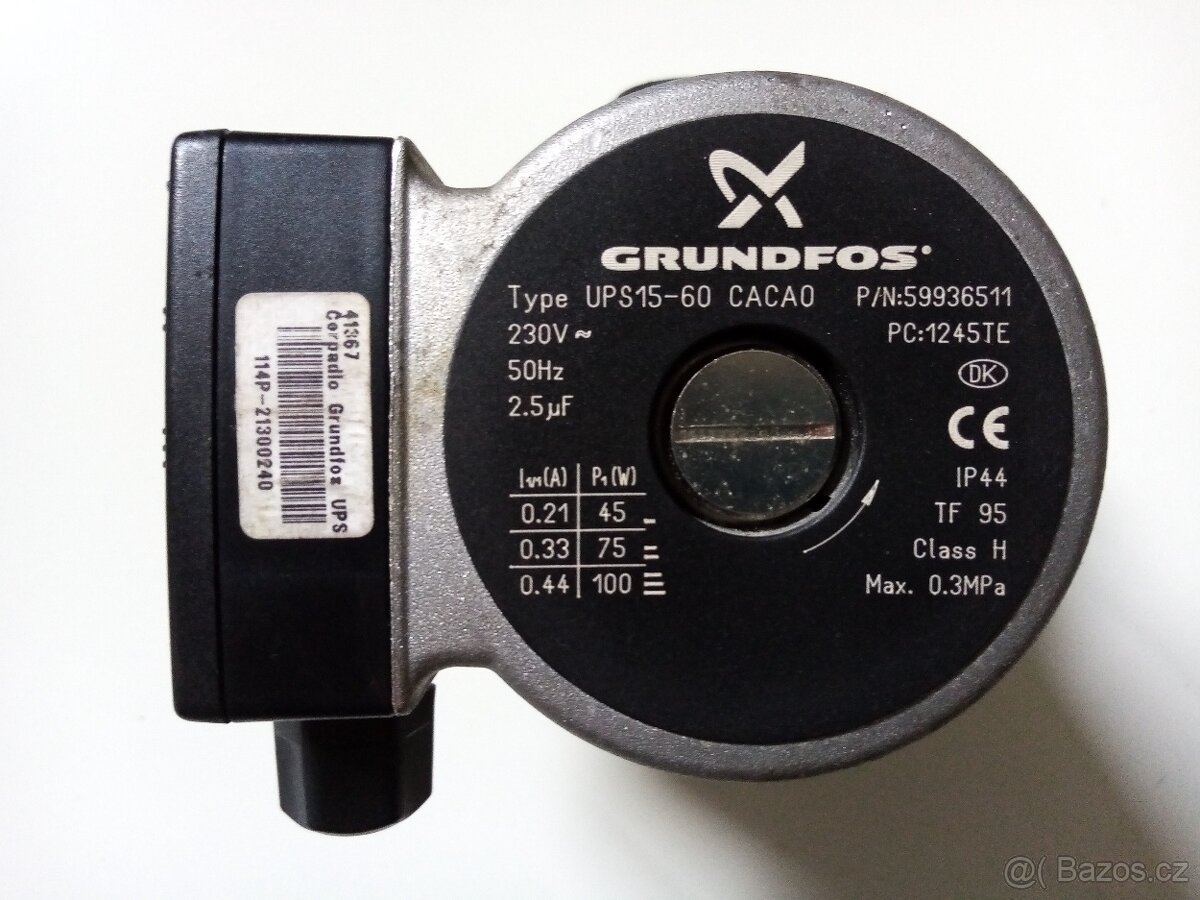 GRUNDFOS
Type UPS15-60 CACAO P/N:59936511
230V ~ PC:1245TE
50Hz DK
2.5µF CE
I1/1(A) P1(W) IP44
0.21 45 TF 95
0.33 75 Class H
0.44 100 Max. 0.3MPa
41367
Cerpadlo Grundfos UPS
114P-21300240
@( Bazos.cz